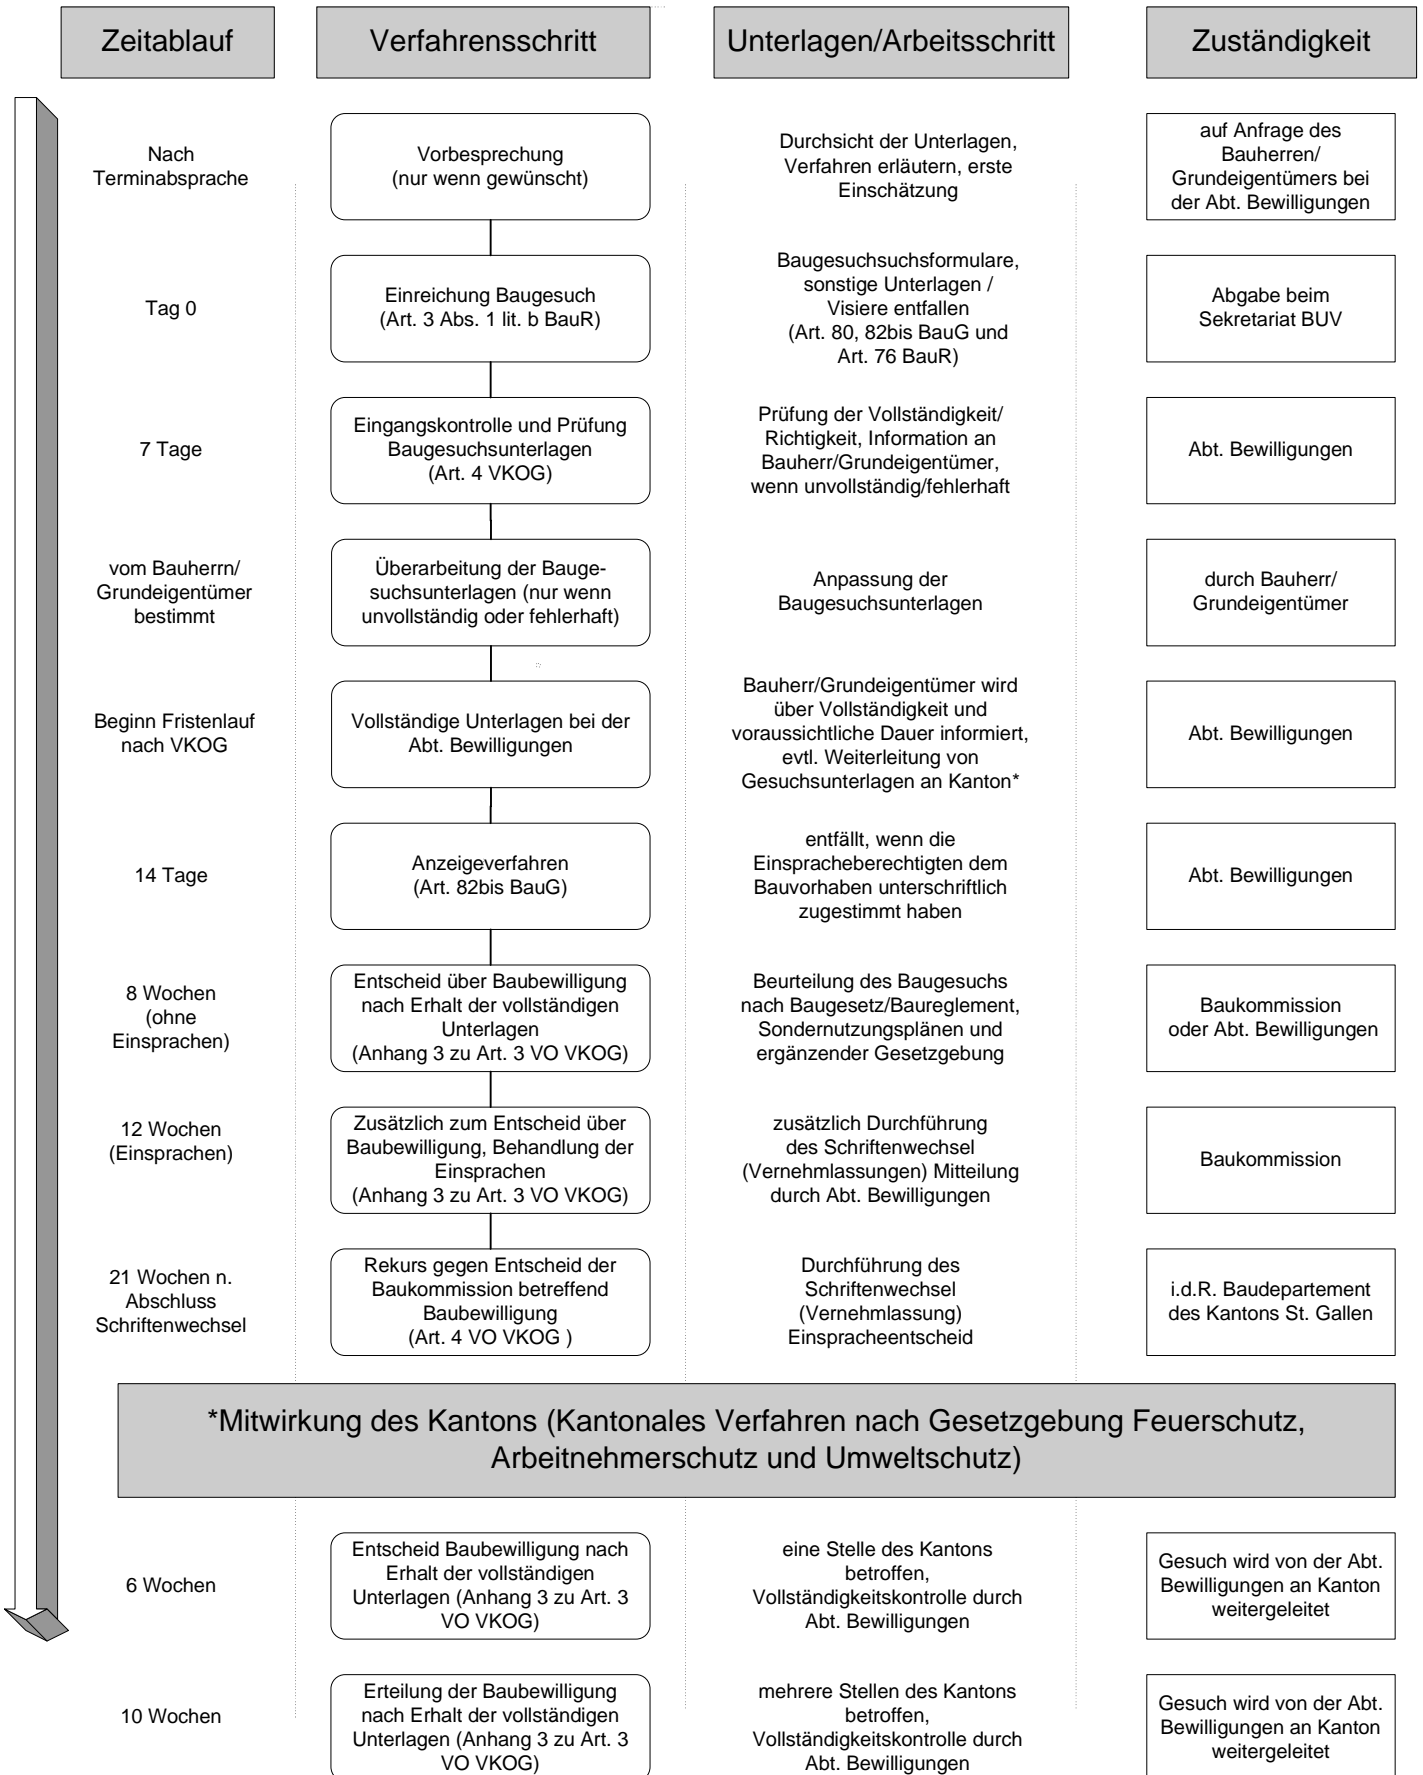 Zeitablauf
Verfahrensschritt
Unterlagen/Arbeitsschritt
Zuständigkeit
Nach
Terminabsprache
Vorbesprechung
(nur wenn gewünscht)
Durchsicht der Unterlagen,
Verfahren erläutern, erste
Einschätzung
auf Anfrage des
Bauherren/
Grundeigentümers bei
der Abt. Bewilligungen
Tag 0
Einreichung Baugesuch
(Art. 3 Abs. 1 lit. b BauR)
Baugesuchsuchsformulare,
sonstige Unterlagen /
Visiere entfallen
(Art. 80, 82bis BauG und
Art. 76 BauR)
Abgabe beim
Sekretariat BUV
7 Tage
Eingangskontrolle und Prüfung
Baugesuchsunterlagen
(Art. 4 VKOG)
Prüfung der Vollständigkeit/
Richtigkeit, Information an
Bauherr/Grundeigentümer,
wenn unvollständig/fehlerhaft
Abt. Bewilligungen
vom Bauherrn/
Grundeigentümer
bestimmt
Überarbeitung der Bauge-
suchsunterlagen (nur wenn
unvollständig oder fehlerhaft)
Anpassung der
Baugesuchsunterlagen
durch Bauherr/
Grundeigentümer
Beginn Fristenlauf
nach VKOG
Vollständige Unterlagen bei der
Abt. Bewilligungen
Bauherr/Grundeigentümer wird
über Vollständigkeit und
voraussichtliche Dauer informiert,
evtl. Weiterleitung von
Gesuchsunterlagen an Kanton*
Abt. Bewilligungen
14 Tage
Anzeigeverfahren
(Art. 82bis BauG)
entfällt, wenn die
Einspracheberechtigten dem
Bauvorhaben unterschriftlich
zugestimmt haben
Abt. Bewilligungen
8 Wochen
(ohne
Einsprachen)
Entscheid über Baubewilligung
nach Erhalt der vollständigen
Unterlagen
(Anhang 3 zu Art. 3 VO VKOG)
Beurteilung des Baugesuchs
nach Baugesetz/Baureglement,
Sondernutzungsplänen und
ergänzender Gesetzgebung
Baukommission
oder Abt. Bewilligungen
12 Wochen
(Einsprachen)
Zusätzlich zum Entscheid über
Baubewilligung, Behandlung der
Einsprachen
(Anhang 3 zu Art. 3 VO VKOG)
zusätzlich Durchführung
des Schriftenwechsel
(Vernehmlassungen) Mitteilung
durch Abt. Bewilligungen
Baukommission
21 Wochen n.
Abschluss
Schriftenwechsel
Rekurs gegen Entscheid der
Baukommission betreffend
Baubewilligung
(Art. 4 VO VKOG )
Durchführung des
Schriftenwechsel
(Vernehmlassung)
Einspracheentscheid
i.d.R. Baudepartement
des Kantons St. Gallen
*Mitwirkung des Kantons (Kantonales Verfahren nach Gesetzgebung Feuerschutz,
Arbeitnehmerschutz und Umweltschutz)
6 Wochen
Entscheid Baubewilligung nach
Erhalt der vollständigen
Unterlagen (Anhang 3 zu Art. 3
VO VKOG)
eine Stelle des Kantons
betroffen,
Vollständigkeitskontrolle durch
Abt. Bewilligungen
Gesuch wird von der Abt.
Bewilligungen an Kanton
weitergeleitet
10 Wochen
Erteilung der Baubewilligung
nach Erhalt der vollständigen
Unterlagen (Anhang 3 zu Art. 3
VO VKOG)
mehrere Stellen des Kantons
betroffen,
Vollständigkeitskontrolle durch
Abt. Bewilligungen
Gesuch wird von der Abt.
Bewilligungen an Kanton
weitergeleitet